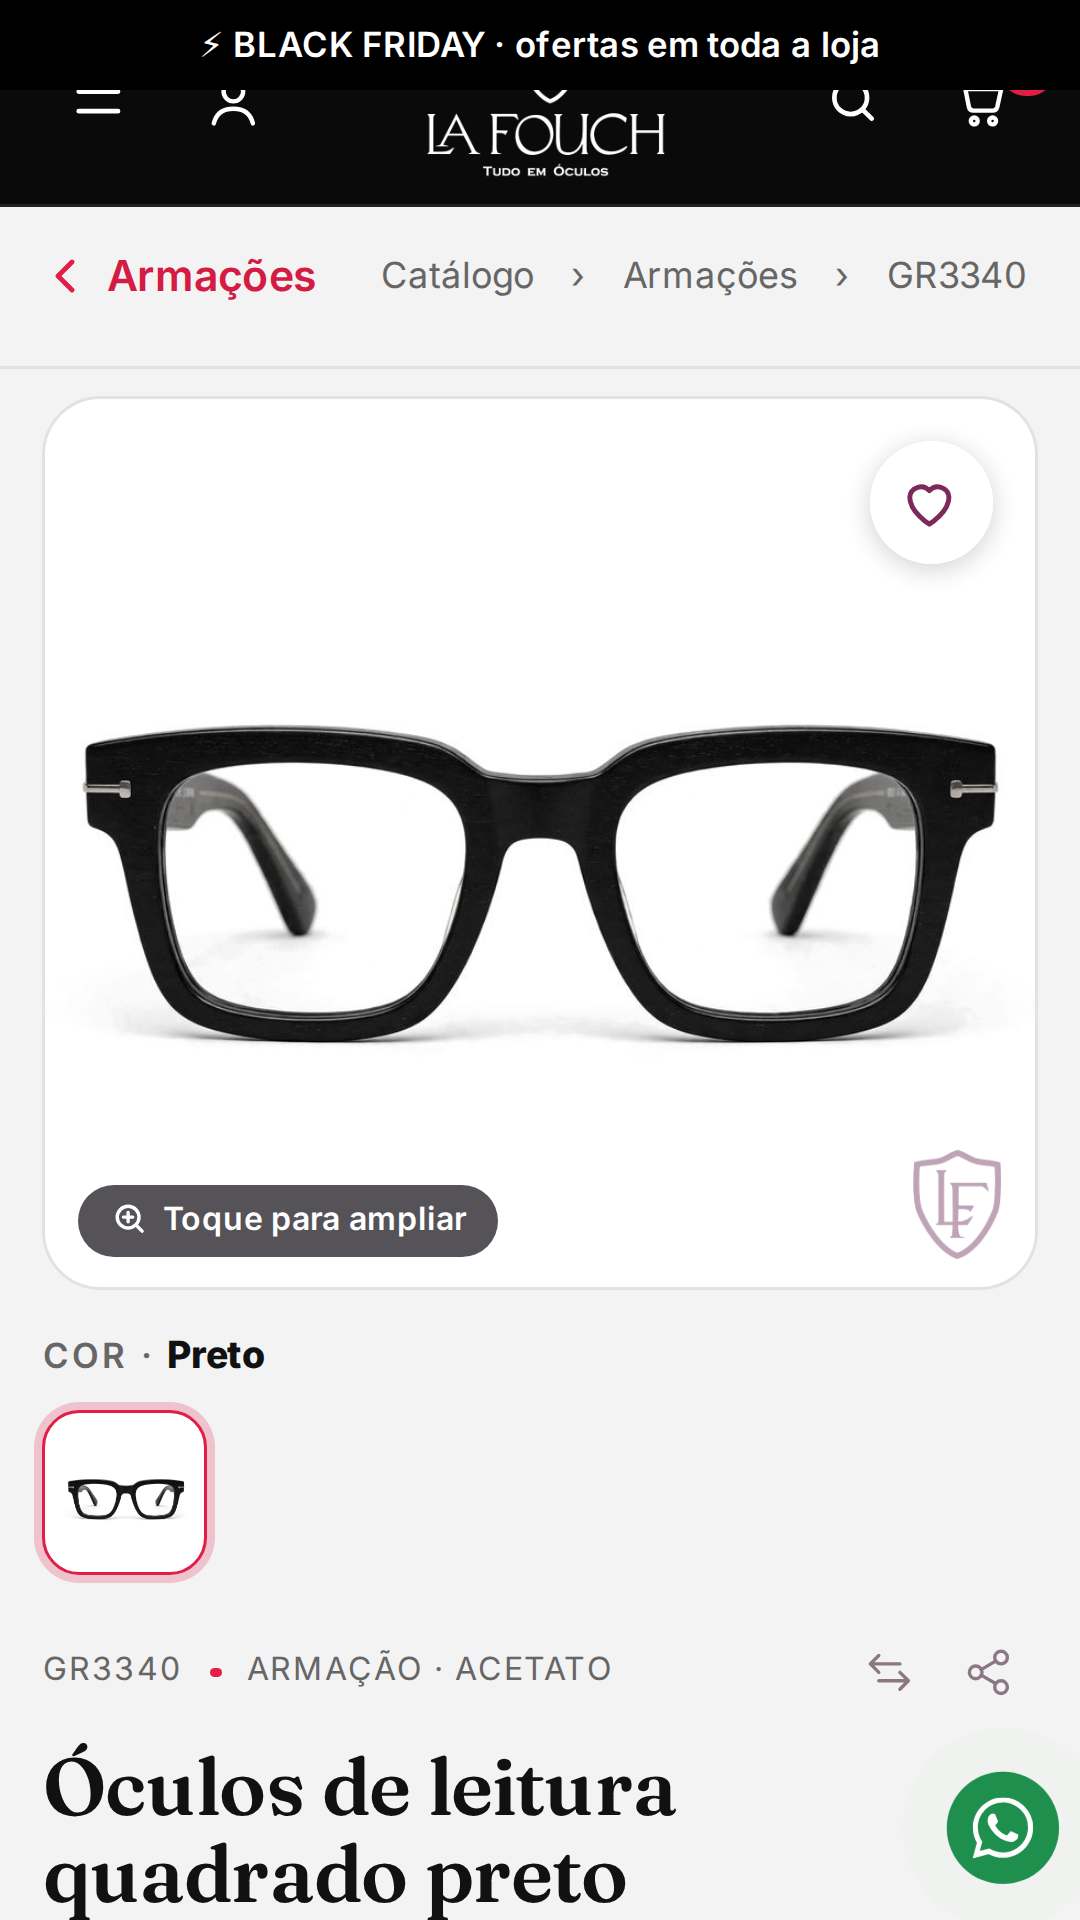 ⚡ BLACK FRIDAY · ofertas em toda a loja
LA FOUCH
TUDO EM ÓCULOS
Armações
Catálogo › Armações › GR3340
LF
Toque para ampliar
COR · Preto
GR3340 • ARMAÇÃO · ACETATO
Óculos de leitura
quadrado preto